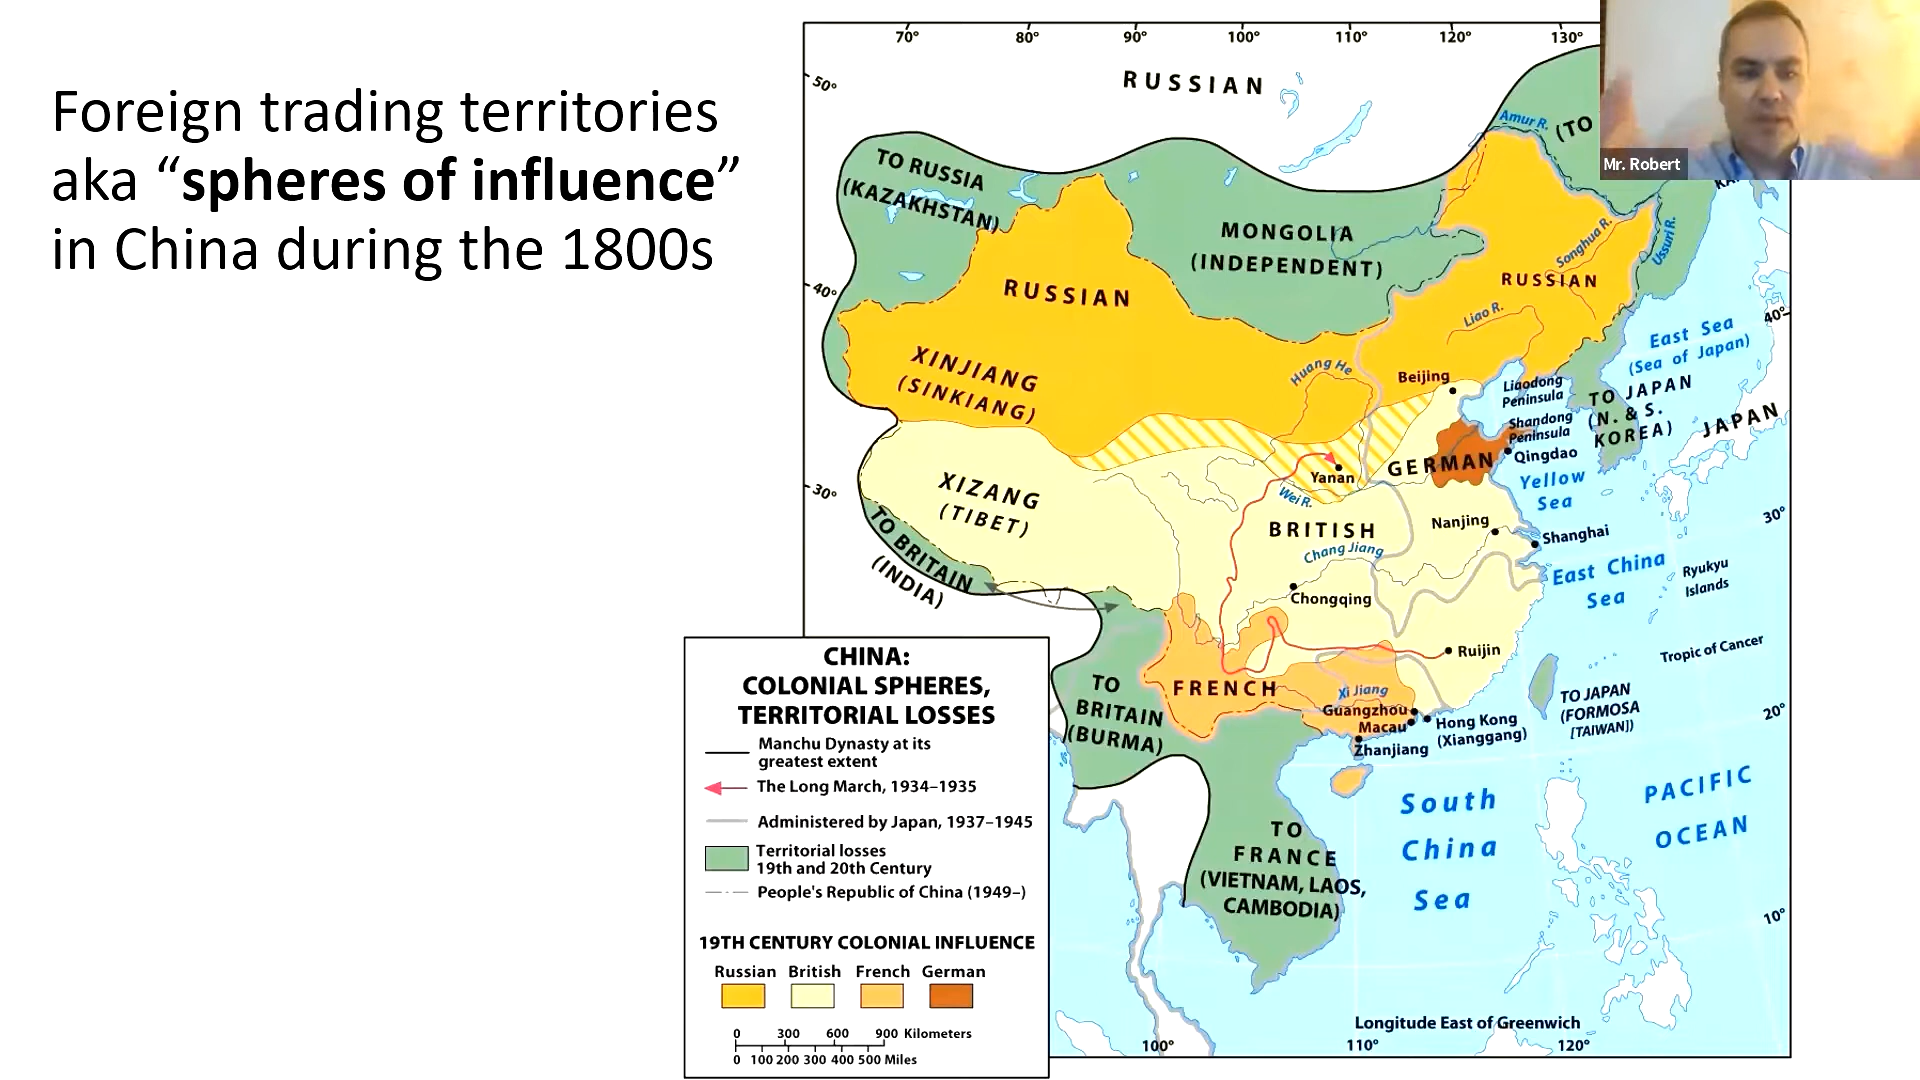 Foreign trading territories
aka “spheres of influence”
in China during the 1800s
70°
80°
90°
100°
110°
120°
130°
50°
RUSSIAN
Amur R.
(TO
Mr. Robert
TO RUSSIA
(KAZAKHSTAN)
MONGOLIA
(INDEPENDENT)
Songhua R.
Ussuri R.
RUSSIAN
RUSSIAN
40°
Liao R.
40°
East Sea
(Sea of Japan)
XINJIANG
(SINKIANG)
Huang He
Beijing
Liaodong
Peninsula
TO JAPAN
(N. & S.
KOREA)
JAPAN
Shandong
Peninsula
Qingdao
GERMAN
Yanan
Yellow
Sea
30°
XIZANG
(TIBET)
Wei R.
BRITISH
Nanjing
Shanghai
30°
Chang Jiang
TO BRITAIN
(INDIA)
East China
Sea
Ryukyu
Islands
Chongqing
Ruijin
Tropic of Cancer
TO
BRITAIN
(BURMA)
FRENCH
Xi Jiang
Guangzhou
Macau
Hong Kong
(Xianggang)
Zhanjiang
TO JAPAN
(FORMOSA
[TAIWAN])
20°
South
China
Sea
PACIFIC
OCEAN
TO
FRANCE
(VIETNAM, LAOS,
CAMBODIA)
10°
Longitude East of Greenwich
100°
110°
120°
CHINA:
COLONIAL SPHERES,
TERRITORIAL LOSSES
Manchu Dynasty at its
greatest extent
The Long March, 1934–1935
Administered by Japan, 1937–1945
Territorial losses
19th and 20th Century
People's Republic of China (1949–)
19TH CENTURY COLONIAL INFLUENCE
Russian British French German
0 300 600 900 Kilometers
0 100 200 300 400 500 Miles